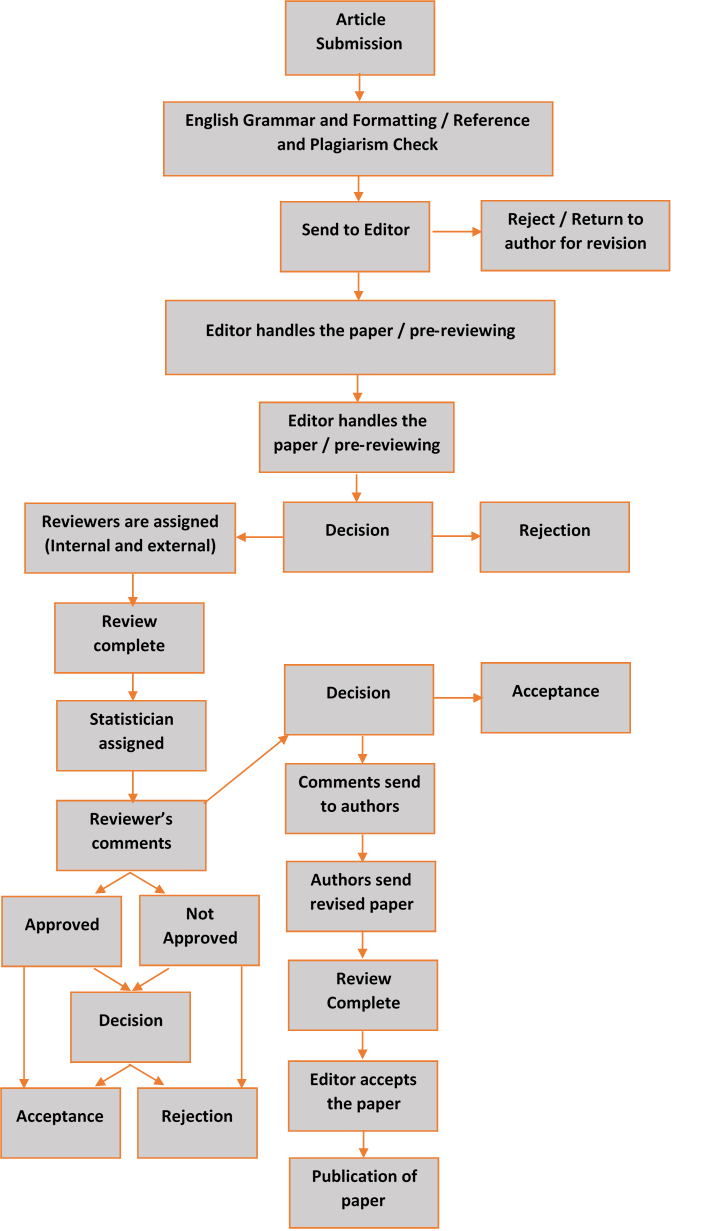 Article
Submission
English Grammar and Formatting / Reference
and Plagiarism Check
Send to Editor
Reject / Return to
author for revision
Editor handles the paper / pre-reviewing
Editor handles the
paper / pre-reviewing
Reviewers are assigned
(Internal and external)
Decision
Rejection
Review
complete
Statistician
assigned
Reviewer’s
comments
Approved
Not
Approved
Decision
Acceptance
Rejection
Decision
Acceptance
Comments send
to authors
Authors send
revised paper
Review
Complete
Editor accepts
the paper
Publication of
paper